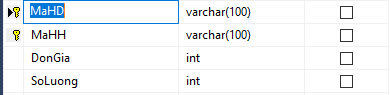 MaHD varchar(100)
MaHH varchar(100)
DonGia int
SoLuong int